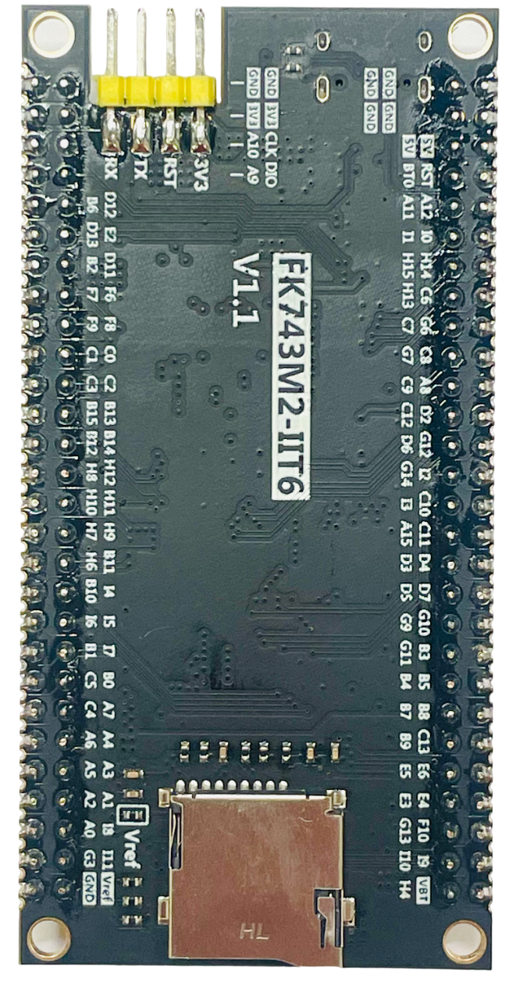 5V RST A12 I0 H14 C6 G6 C8 A8 D2 G12 I2 C10 C11 D4 D7 G10 B3 B5 B8 C13 E6 E4 F10 I9 VBT
5V BT0 A11 I1 H15 H13 C7 G7 C9 C12 D6 G14 I3 A15 D3 D5 G9 G11 B4 B7 B9 E5 E3 G13 I10 H4
GND GND
GND GND
FK743M2-IIT6
V1.1
GND 3V3 CLK DIO
GND 3V3 A10 A9
3V3
RST
TX
RX
Vref
D12 E2 D11 F6 F8 C0 C2 B13 B14 H12 H11 H9 B11 I4 I5 I7 B0 A7 A4 A3 A1 I8 I11 Vref
B6 D13 B2 F7 F9 C1 C3 B15 B12 H8 H10 H7 H6 B10 I6 B1 C5 C4 A6 A5 A2 A0 G3 GND
HL